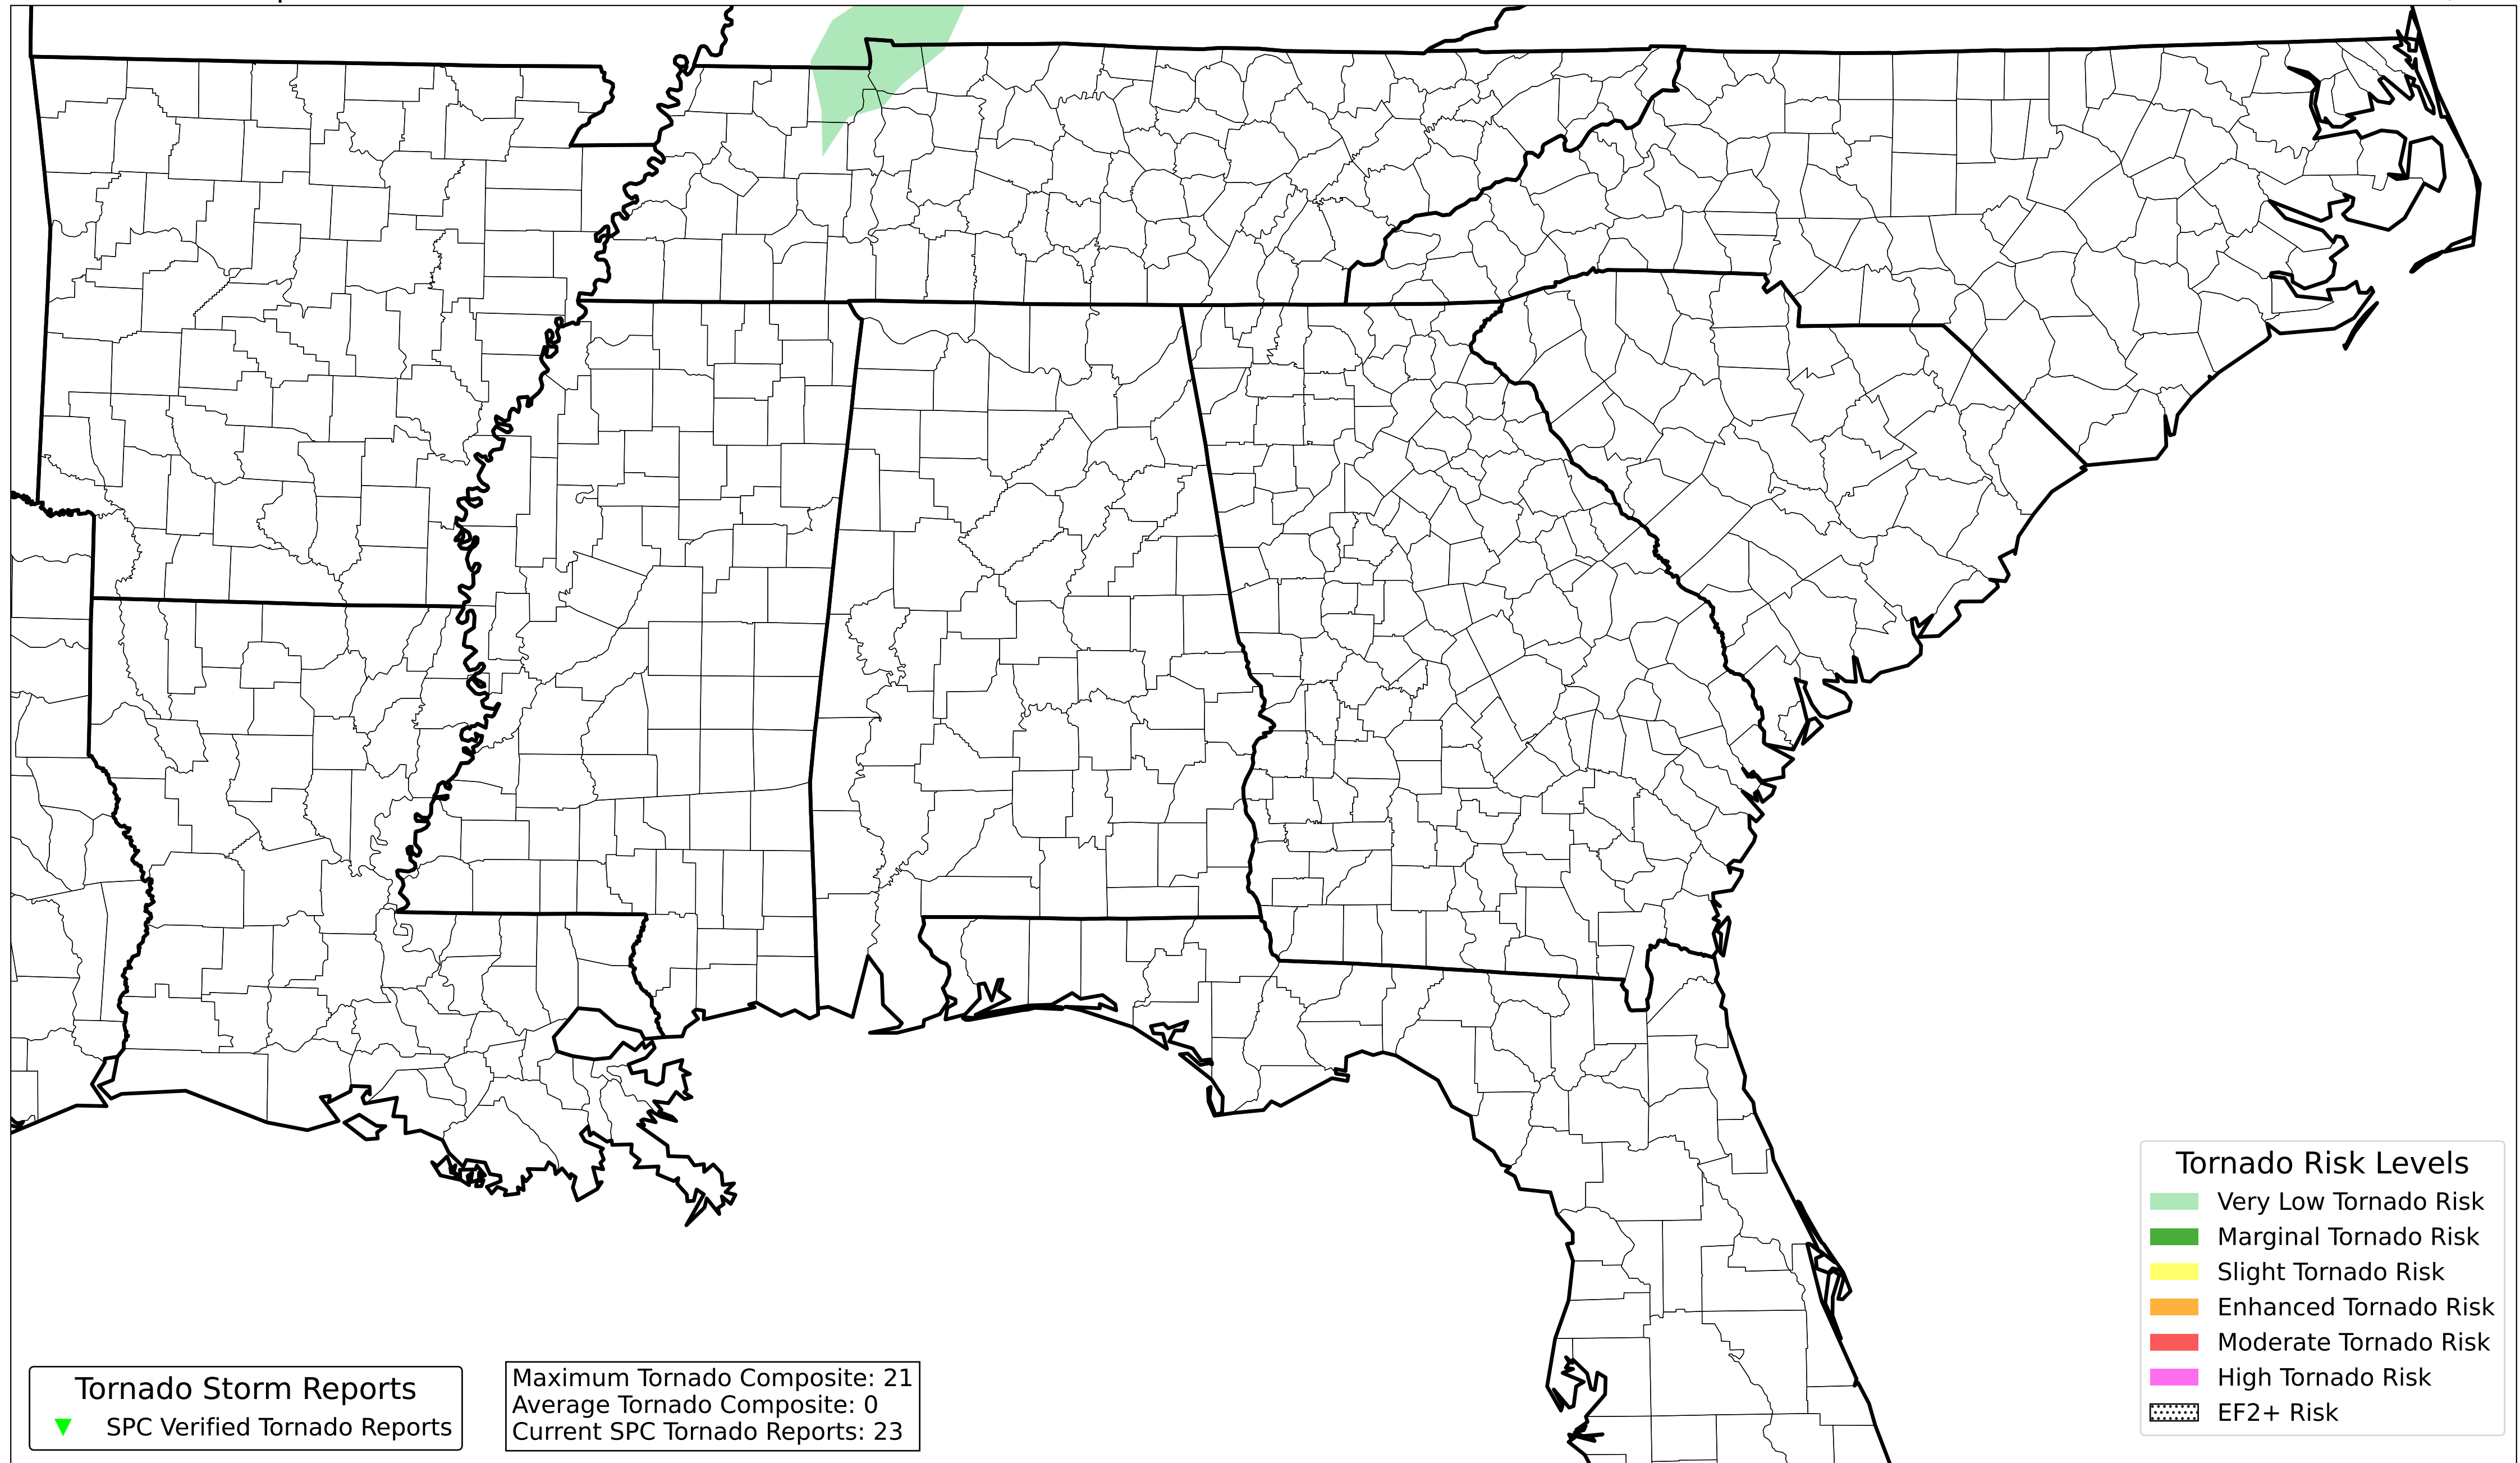 Tornado Risk Levels
Very Low Tornado Risk
Marginal Tornado Risk
Slight Tornado Risk
Enhanced Tornado Risk
Moderate Tornado Risk
High Tornado Risk
EF2+ Risk
Tornado Storm Reports
SPC Verified Tornado Reports
Maximum Tornado Composite: 21
Average Tornado Composite: 0
Current SPC Tornado Reports: 23